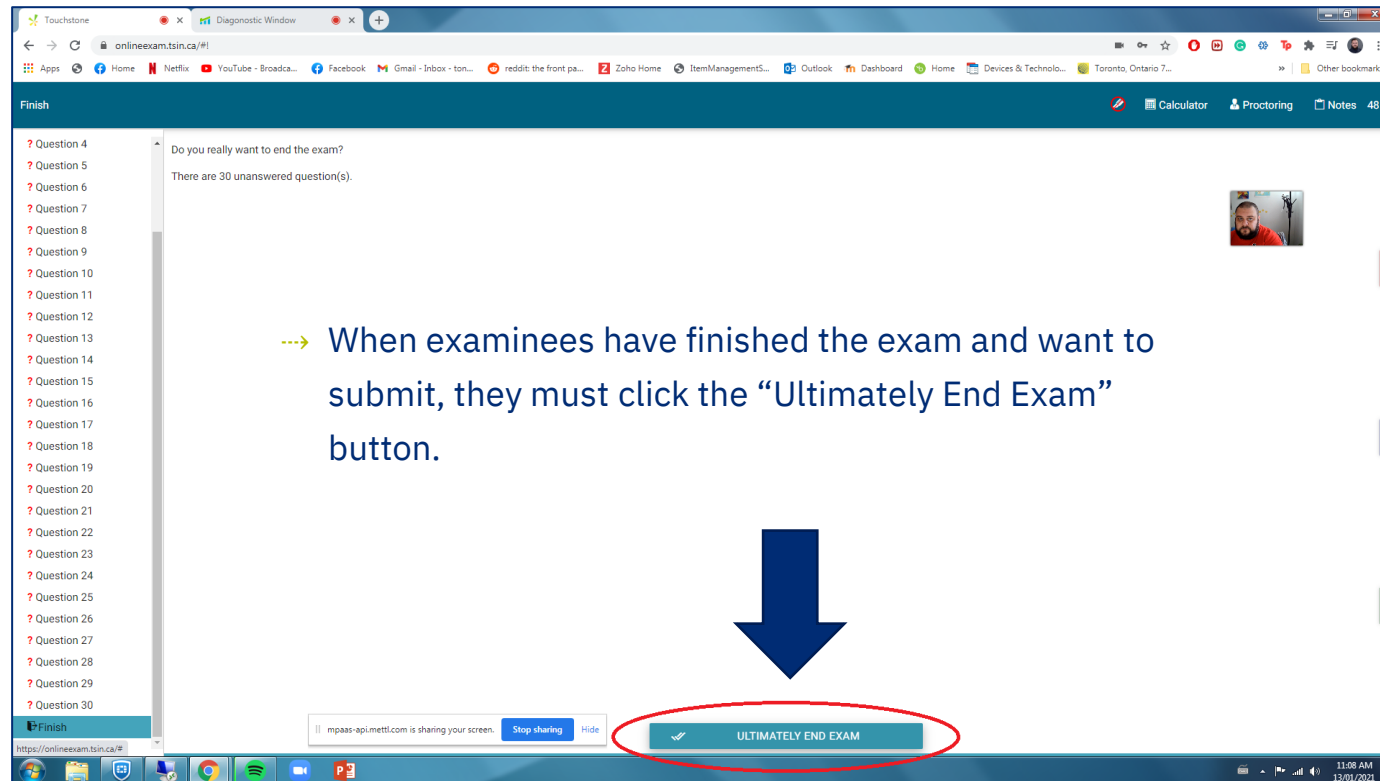 Touchstone
Diagonostic Window
onlineexam.tsin.ca/#!
Apps
Home
Netflix
YouTube - Broadca...
Facebook
Gmail - Inbox - ton...
reddit: the front pa...
Zoho Home
ItemManagementS...
Outlook
Dashboard
Home
Devices & Technolo...
Toronto, Ontario 7...
»
Other bookmark
Finish
Calculator
Proctoring
Notes
48
? Question 4
? Question 5
? Question 6
? Question 7
? Question 8
? Question 9
? Question 10
? Question 11
? Question 12
? Question 13
? Question 14
? Question 15
? Question 16
? Question 17
? Question 18
? Question 19
? Question 20
? Question 21
? Question 22
? Question 23
? Question 24
? Question 25
? Question 26
? Question 27
? Question 28
? Question 29
? Question 30
Finish
https://onlineexam.tsin.ca/#
Do you really want to end the exam?
There are 30 unanswered question(s).
When examinees have finished the exam and want to
submit, they must click the “Ultimately End Exam”
button.
mpaas-api.mettl.com is sharing your screen.
Stop sharing
Hide
ULTIMATELY END EXAM
11:08 AM
13/01/2021